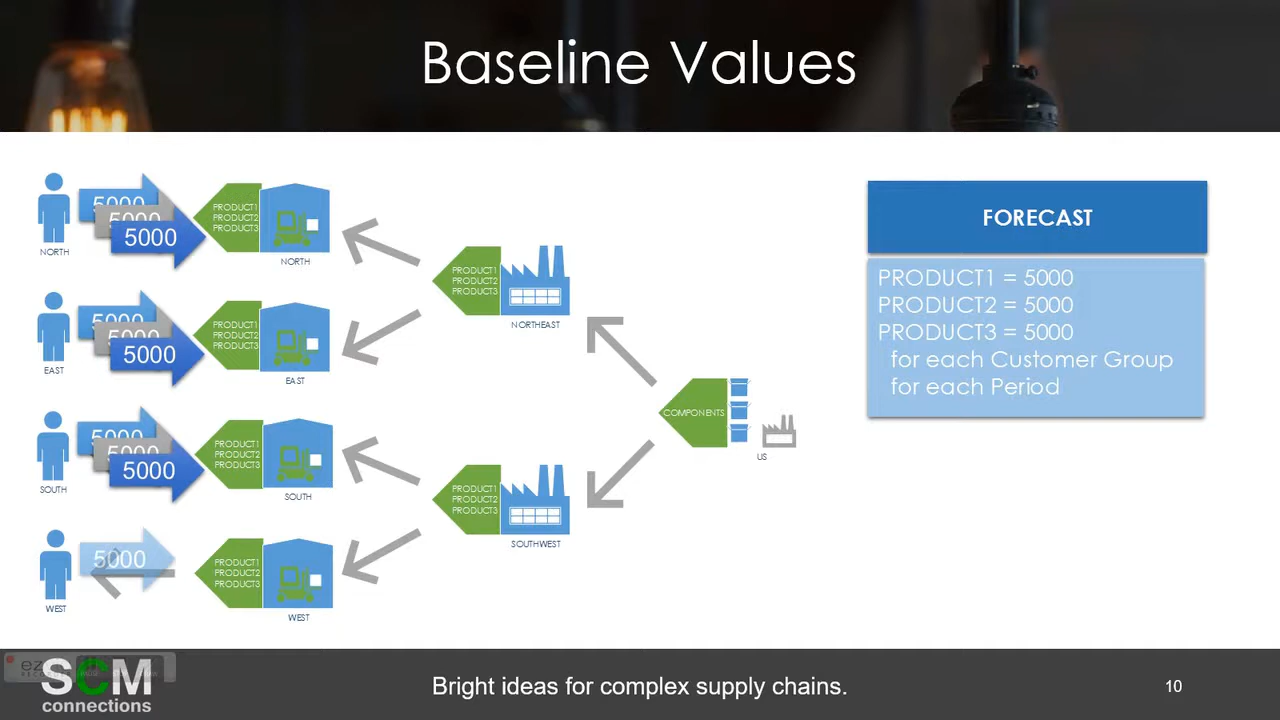 Baseline Values
5000
5000
5000
NORTH
PRODUCT1
PRODUCT2
PRODUCT3
NORTH
5000
5000
5000
EAST
PRODUCT1
PRODUCT2
PRODUCT3
EAST
5000
5000
5000
SOUTH
PRODUCT1
PRODUCT2
PRODUCT3
SOUTH
5000
WEST
PRODUCT1
PRODUCT2
PRODUCT3
WEST
PRODUCT1
PRODUCT2
PRODUCT3
NORTHEAST
PRODUCT1
PRODUCT2
PRODUCT3
SOUTHWEST
COMPONENTS
US
FORECAST
PRODUCT1 = 5000
PRODUCT2 = 5000
PRODUCT3 = 5000
for each Customer Group
for each Period
SCM
connections
Bright ideas for complex supply chains.
10